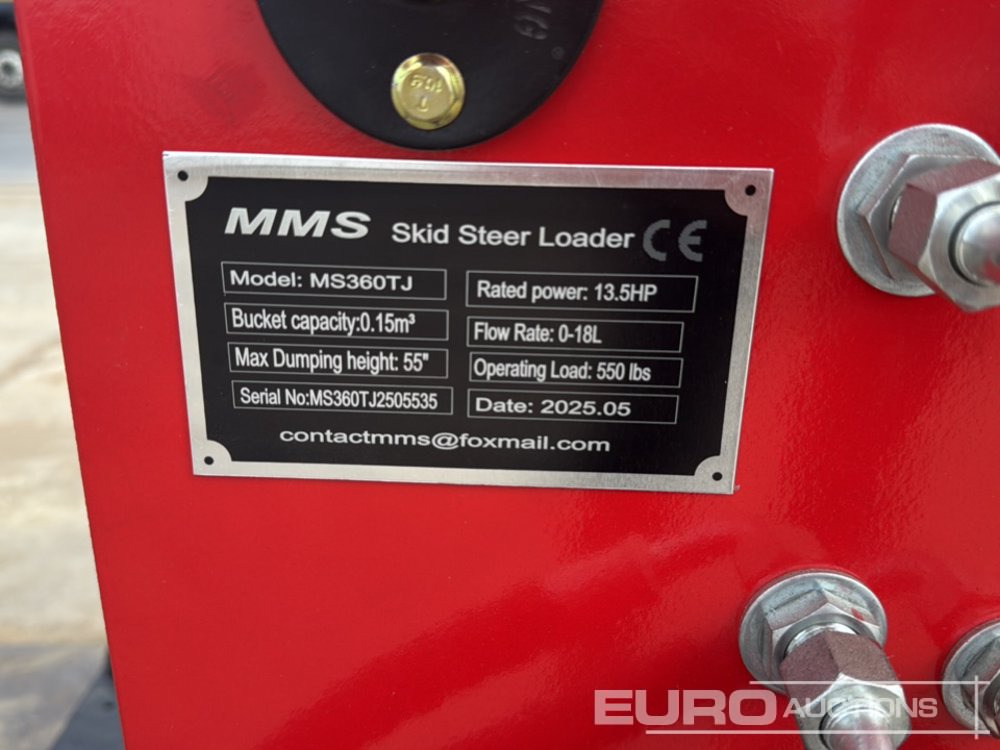 MMS Skid Steer Loader CE
Model: MS360TJ
Rated power: 13.5HP
Bucket capacity:0.15m³
Flow Rate: 0-18L
Max Dumping height: 55"
Operating Load: 550 lbs
Serial No:MS360TJ2505535
Date: 2025.05
contactmms@foxmail.com
EURO AUCTIONS